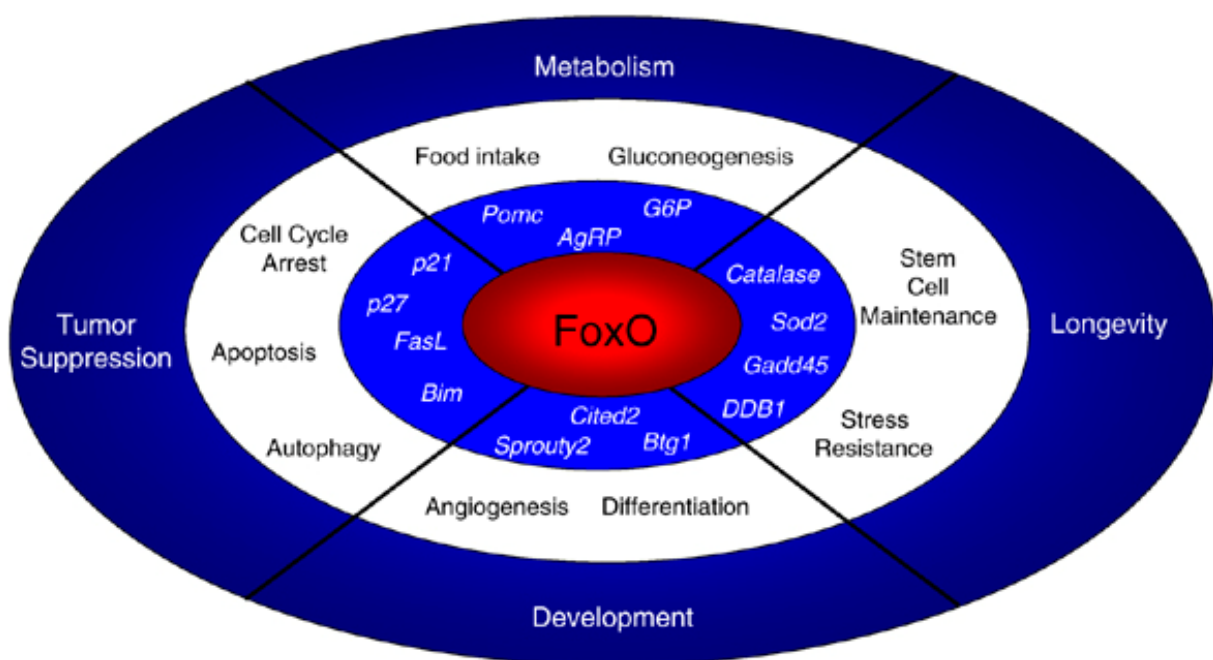 Metabolism
Food intake
Gluconeogenesis
Pomc
G6P
AgRP
Cell Cycle
Arrest
p21
p27
FasL
Bim
Tumor
Suppression
Apoptosis
Autophagy
FoxO
Catalase
Sod2
Gadd45
DDB1
Stem
Cell
Maintenance
Longevity
Stress
Resistance
Cited2
Sprouty2
Btg1
Angiogenesis
Differentiation
Development